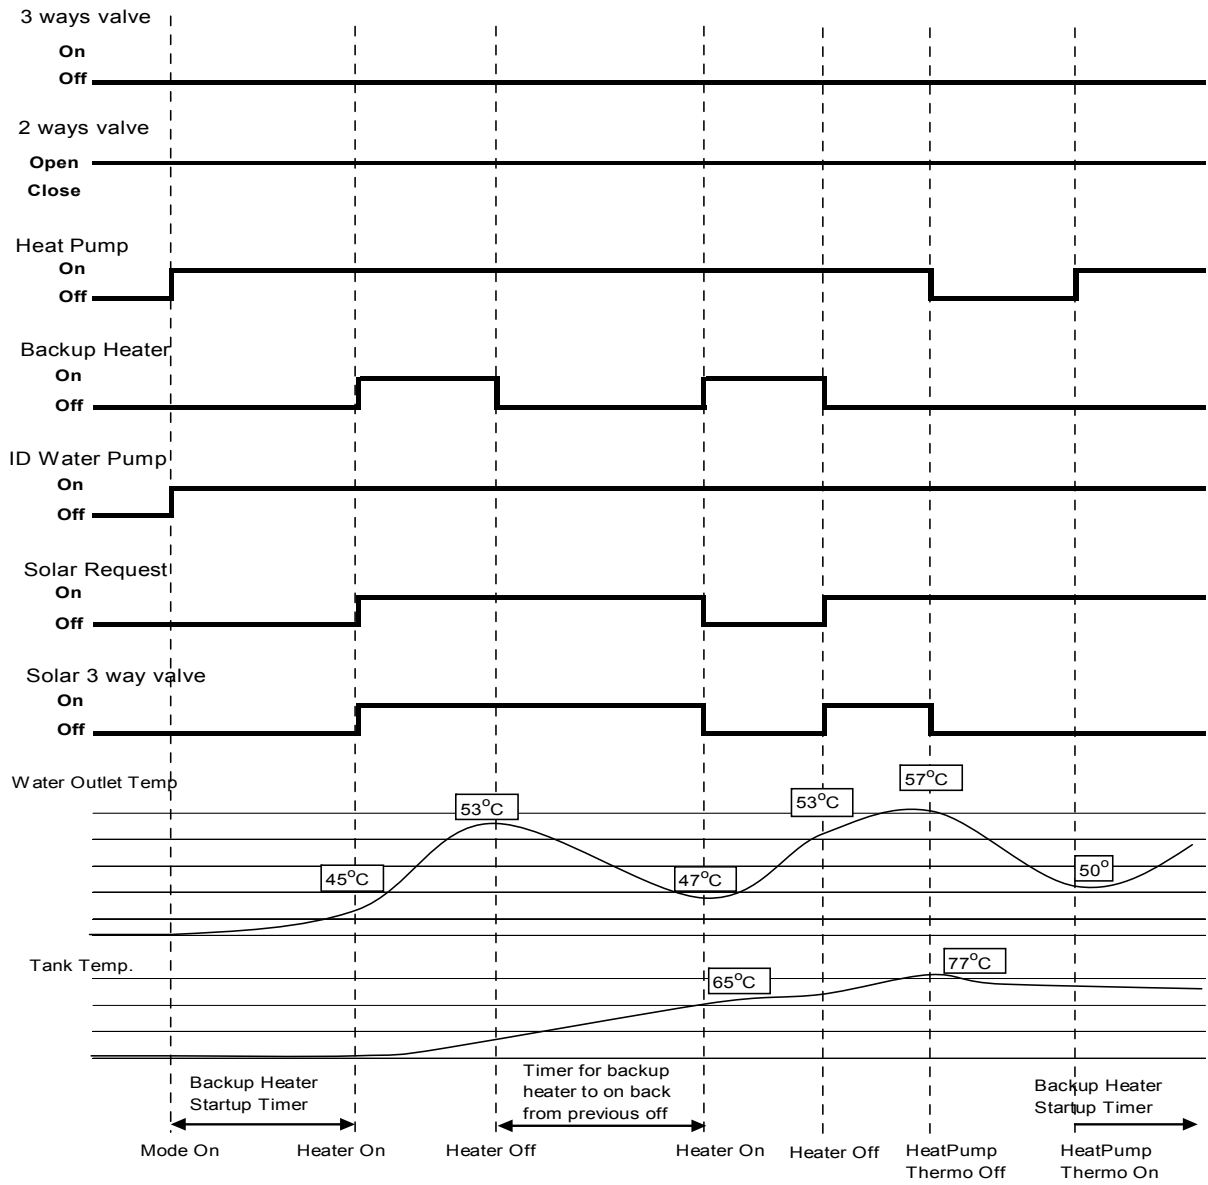 3 ways valve
On
Off
2 ways valve
Open
Close
Heat Pump
On
Off
Backup Heater
On
Off
ID Water Pump
On
Off
Solar Request
On
Off
Solar 3 way valve
On
Off
Water Outlet Temp
45°C
53°C
47°C
53°C
57°C
50°
Tank Temp.
65°C
77°C
Backup Heater
Startup Timer
Timer for backup
heater to on back
from previous off
Backup Heater
Startup Timer
Mode On
Heater On
Heater Off
Heater On
Heater Off
HeatPump
Thermo Off
HeatPump
Thermo On